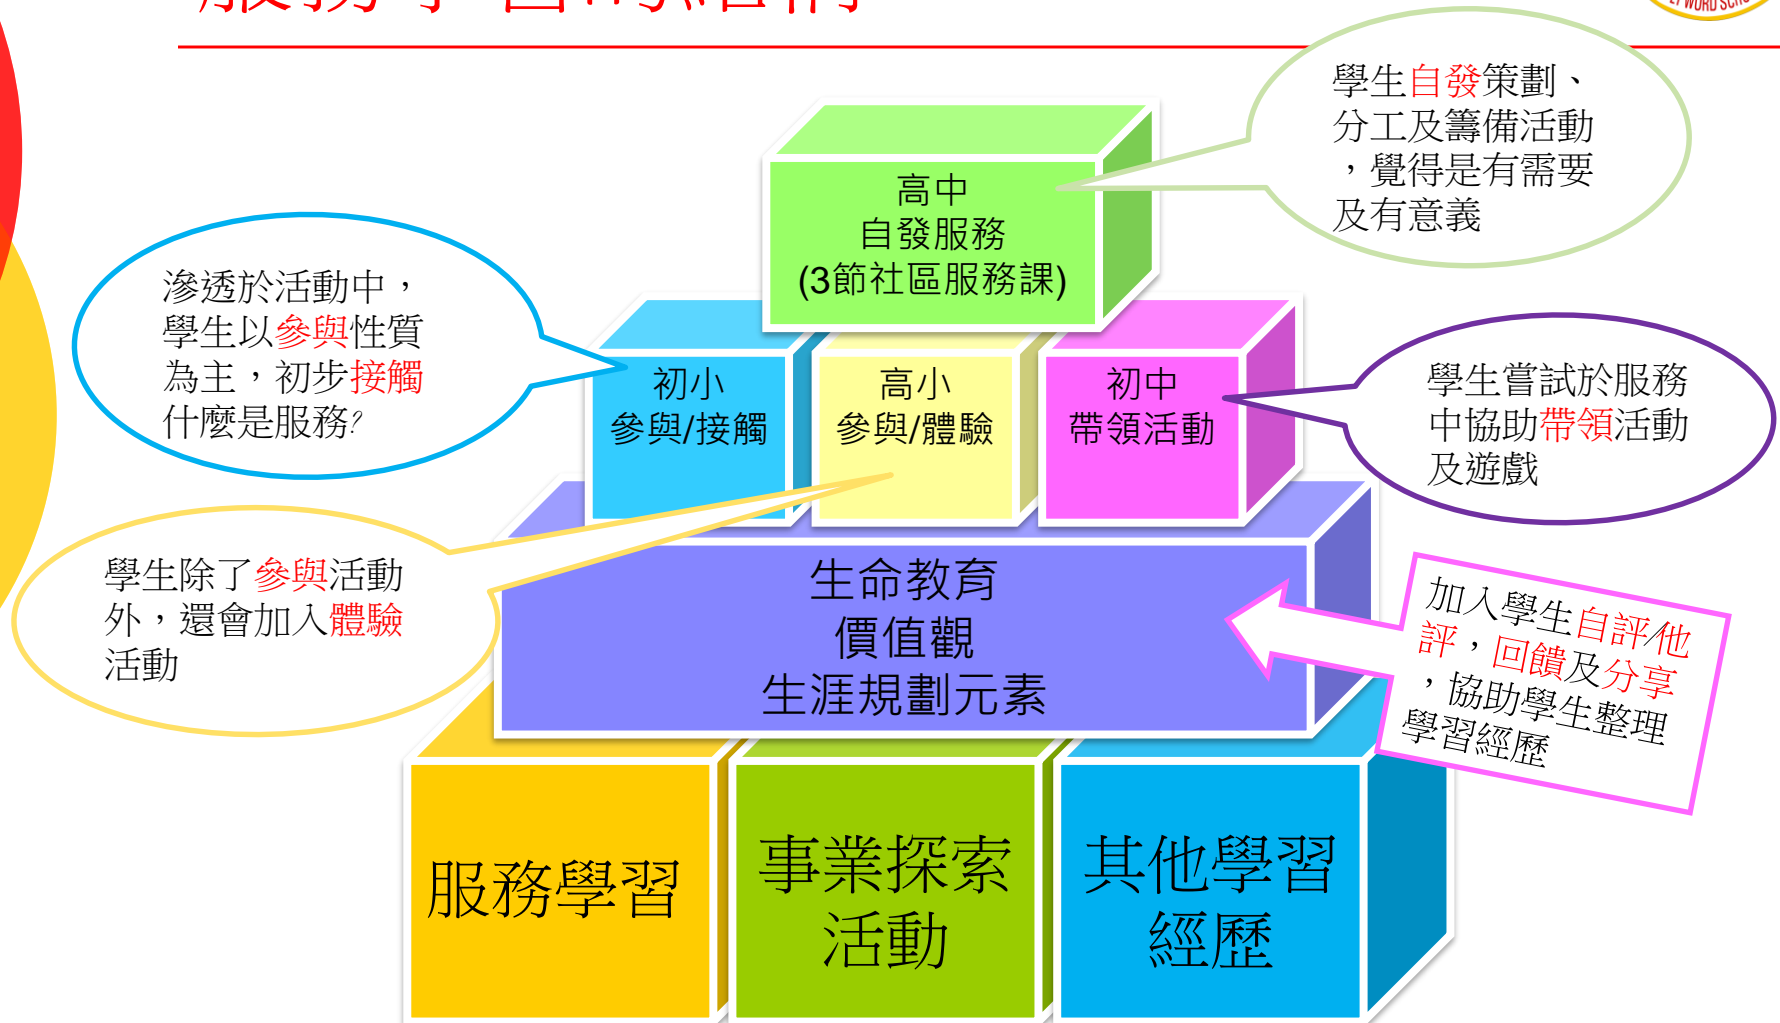 服務學習的結構
學生自發策劃、
分工及籌備活動
，覺得是有需要
及有意義
高中
自發服務
(3節社區服務課)
滲透於活動中，
學生以參與性質
為主，初步接觸
什麼是服務?
初小
參與/接觸
高小
參與/體驗
初中
帶領活動
學生嘗試於服務
中協助帶領活動
及遊戲
學生除了參與活動
外，還會加入體驗
活動
生命教育
價值觀
生涯規劃元素
加入學生自評/他
評，回饋及分享
，協助學生整理
學習經歷
服務學習
事業探索
活動
其他學習
經歷